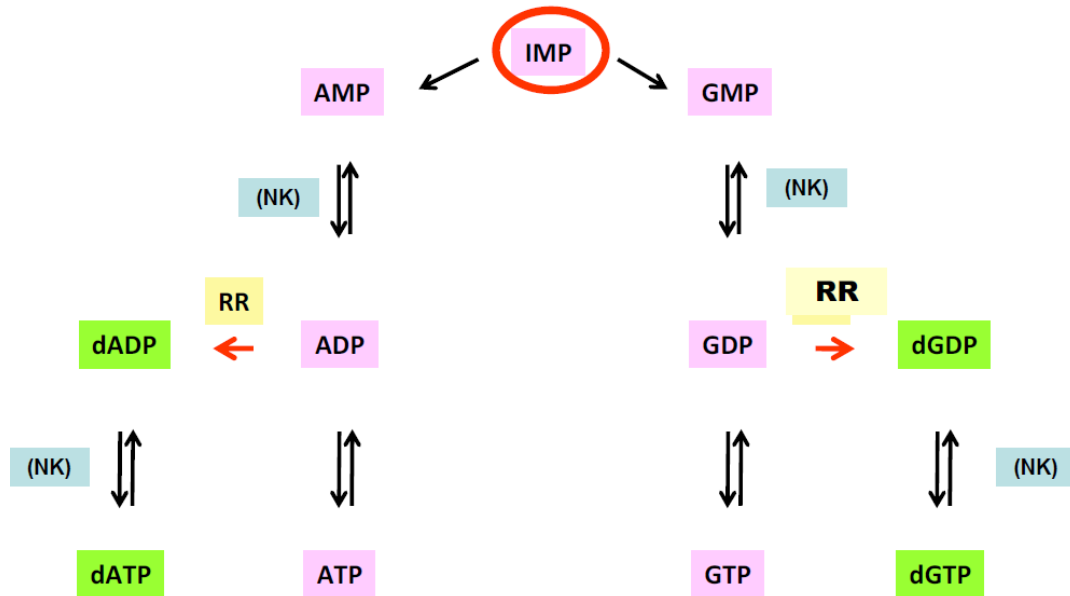 IMP
AMP
GMP
(NK)
(NK)
RR
RR
dADP
ADP
GDP
dGDP
(NK)
(NK)
dATP
ATP
GTP
dGTP